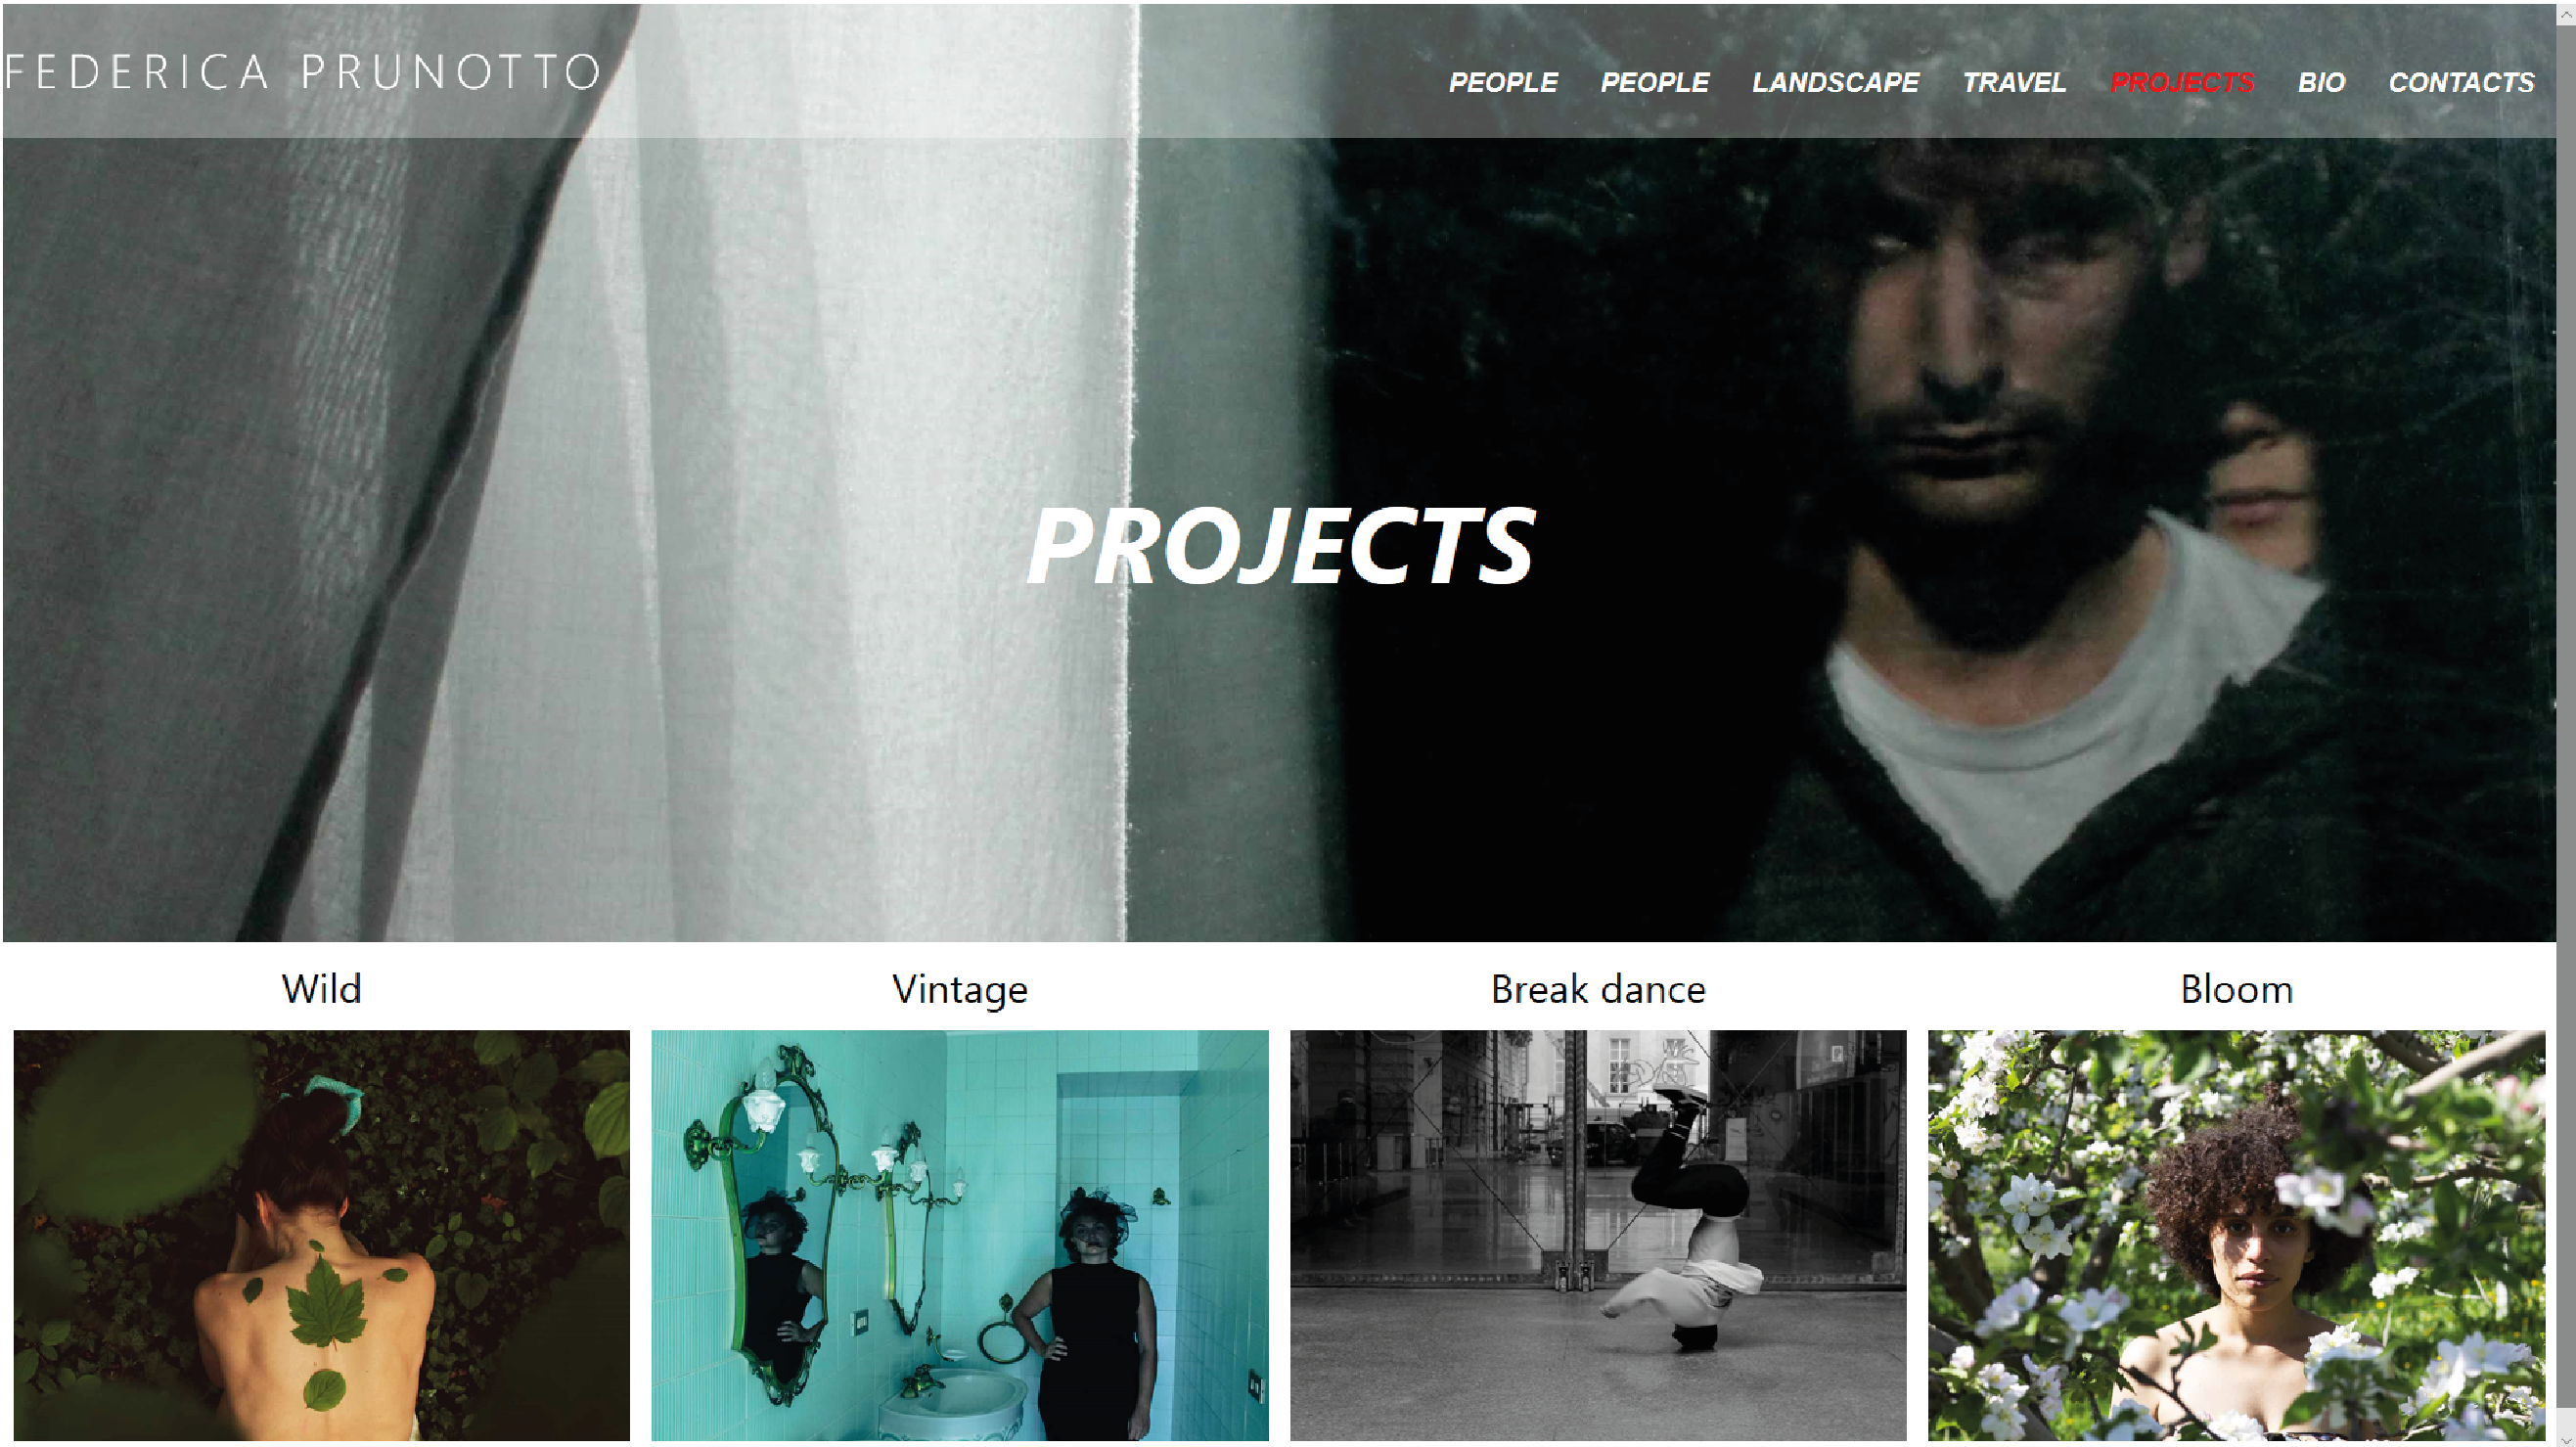 FEDERICA PRUNOTTO
PEOPLE PEOPLE LANDSCAPE TRAVEL PROJECTS BIO CONTACTS
PROJECTS
Wild Vintage Break dance Bloom